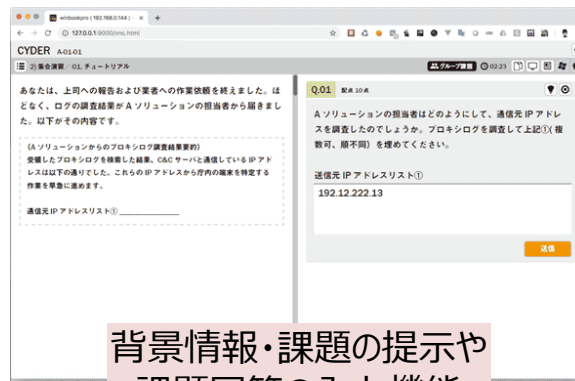 winbookpro ( 192.168.0.144 ) -
127.0.0.1:8000/vnc.html
CYDER A-01-01
2) 集合演習 / 01. チュートリアル
グループ課題
02:23
あなたは、上司への報告および業者への作業依頼を終えました。ほ
どなく、ログの調査結果が A ソリューションの担当者から届きまし
た。以下がその内容です。
(A ソリューションからのプロキシログ調査結果要約)
受領したプロキシログを検索した結果、C&C サーバと通信している IP アド
レスは以下の通りでした。これらの IP アドレスから庁内の端末を特定する
作業を早急に進めます。
通信元 IP アドレスリスト①
Q.01 配点 10 点
A ソリューションの担当者はどのようにして、通信元 IP アドレ
スを調査したのでしょうか。プロキシログを調査して上記①( 複
数可、順不同) を埋めてください。
送信元 IP アドレスリスト①
192.12.222.13
送信
背景情報・課題の提示や
課題回答の入力機能